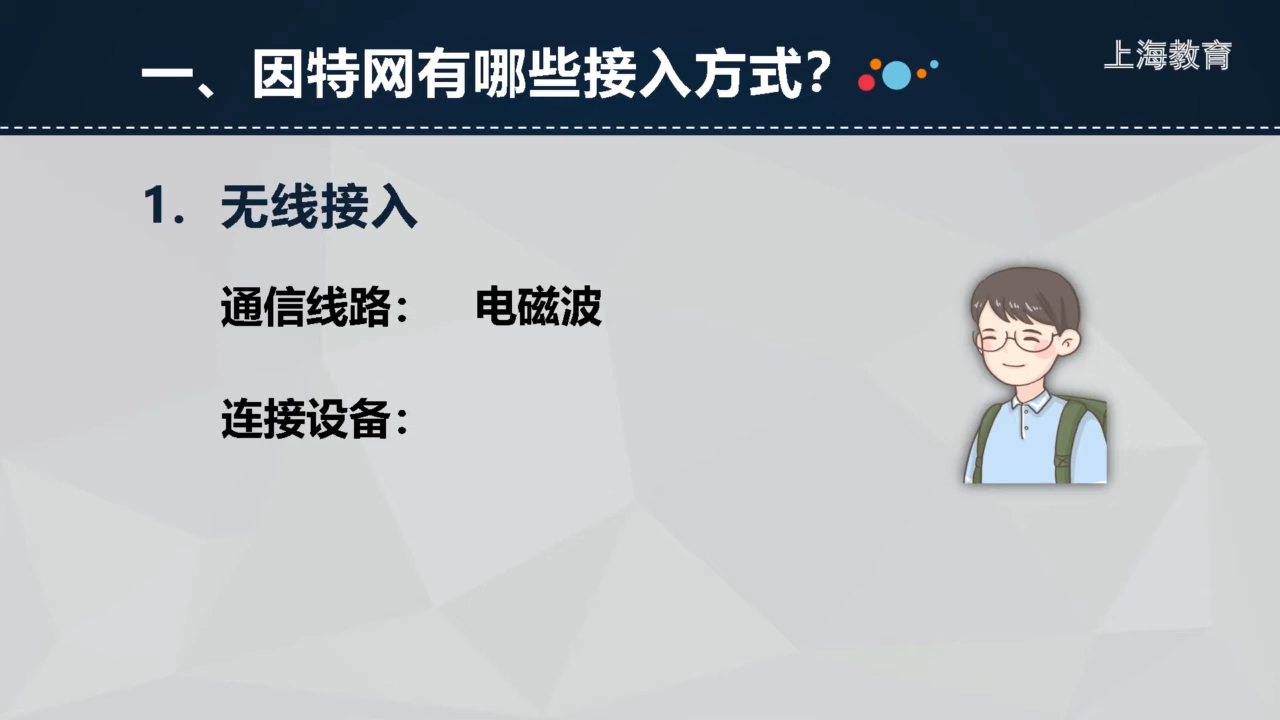 一、因特网有哪些接入方式？
上海教育
1. 无线接入
通信线路： 电磁波
连接设备：